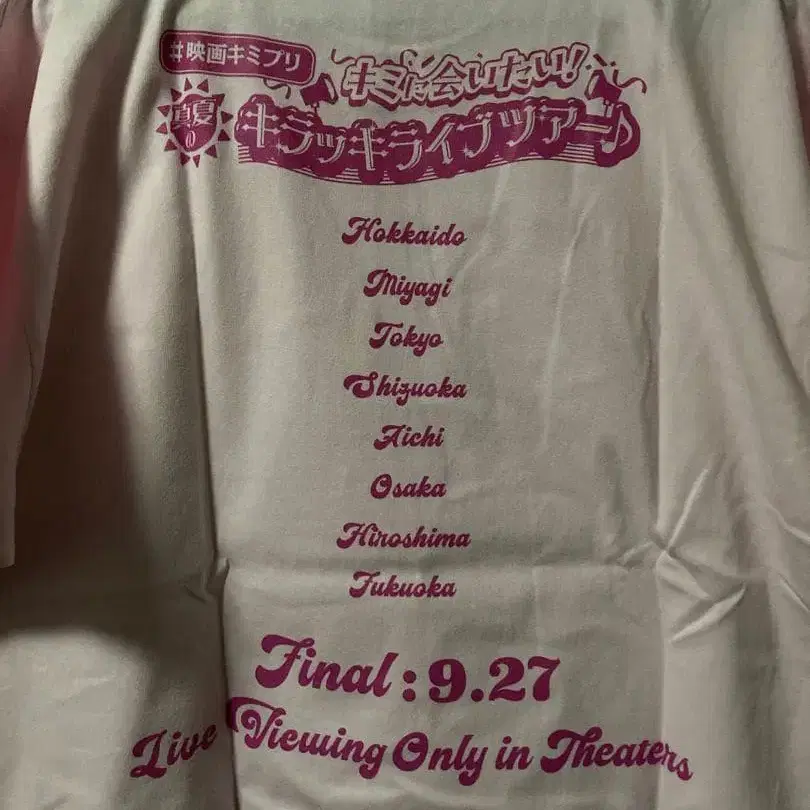 #映画キミプリ
キミに会いたい!
真夏の
キラッキライブツアー♪
Hokkaido
Miyagi
Tokyo
Shizuoka
Aichi
Osaka
Hiroshima
Fukuoka
Final : 9.27
Live Viewing Only in Theaters